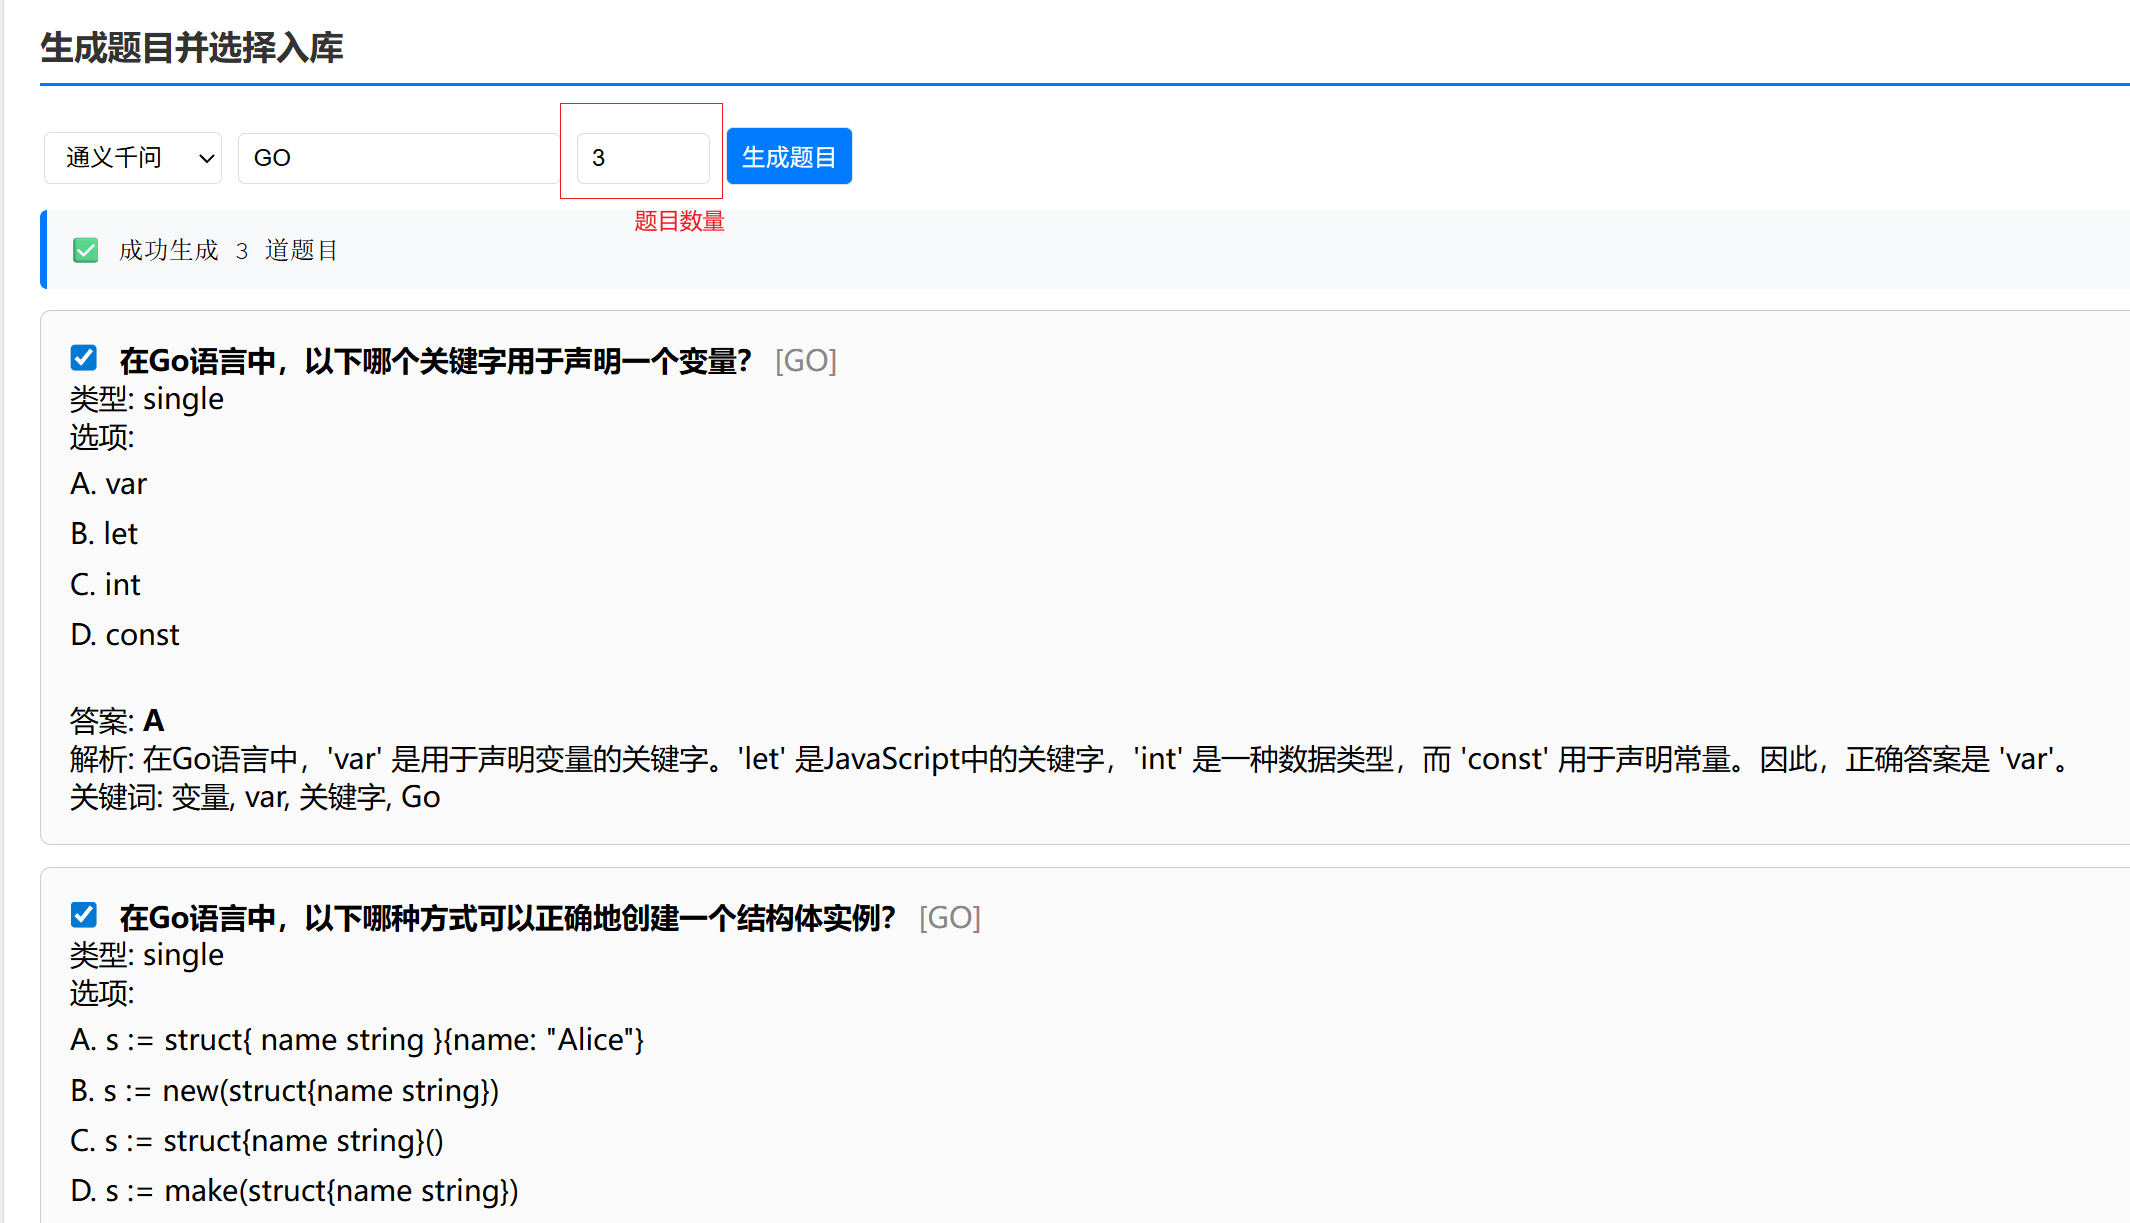 生成题目并选择入库
通义千问 GO 3 生成题目
题目数量
成功生成 3 道题目
在Go语言中，以下哪个关键字用于声明一个变量？ [GO]
类型: single
选项:
A. var
B. let
C. int
D. const
答案: A
解析: 在Go语言中，'var' 是用于声明变量的关键字。'let' 是JavaScript中的关键字，'int' 是一种数据类型，而 'const' 用于声明常量。因此，正确答案是 'var'。
关键词: 变量, var, 关键字, Go
在Go语言中，以下哪种方式可以正确地创建一个结构体实例？ [GO]
类型: single
选项:
A. s := struct{ name string }{name: "Alice"}
B. s := new(struct{name string})
C. s := struct{name string}()
D. s := make(struct{name string})